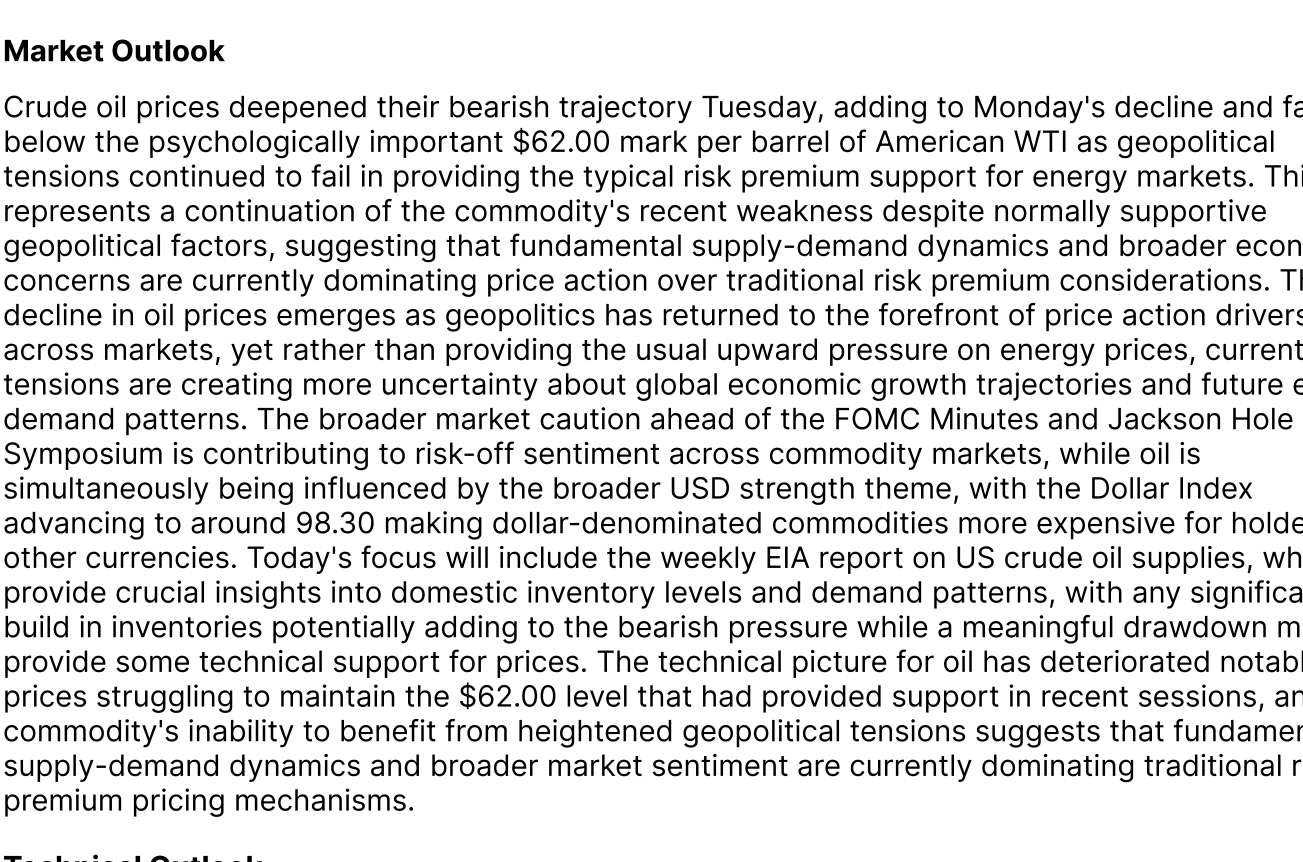 Market Outlook
Crude oil prices deepened their bearish trajectory Tuesday, adding to Monday's decline and
below the psychologically important $62.00 mark per barrel of American WTI as geopolitical
tensions continued to fail in providing the typical risk premium support for energy markets.
represents a continuation of the commodity's recent weakness despite normally supportive
geopolitical factors, suggesting that fundamental supply-demand dynamics and broader
concerns are currently dominating price action over traditional risk premium considerations.
decline in oil prices emerges as geopolitics has returned to the forefront of price action drivers
across markets, yet rather than providing the usual upward pressure on energy prices, current
tensions are creating more uncertainty about global economic growth trajectories and future
demand patterns. The broader market caution ahead of the FOMC Minutes and Jackson Hole
Symposium is contributing to risk-off sentiment across commodity markets, while oil is
simultaneously being influenced by the broader USD strength theme, with the Dollar Index
advancing to around 98.30 making dollar-denominated commodities more expensive for
other currencies. Today's focus will include the weekly EIA report on US crude oil supplies,
provide crucial insights into domestic inventory levels and demand patterns, with any
build in inventories potentially adding to the bearish pressure while a meaningful drawdown
provide some technical support for prices. The technical picture for oil has deteriorated
prices struggling to maintain the $62.00 level that had provided support in recent sessions,
commodity's inability to benefit from heightened geopolitical tensions suggests that
supply-demand dynamics and broader market sentiment are currently dominating traditional
premium pricing mechanisms.
Technical Outlook